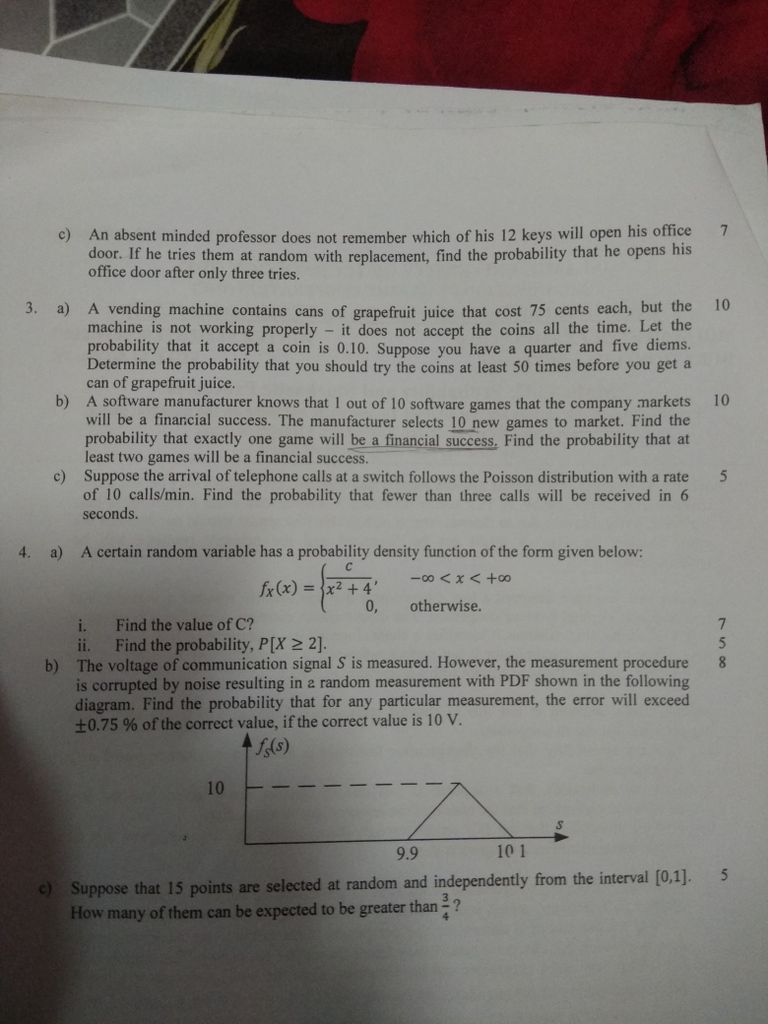 c) An absent minded professor does not remember which of his 12 keys will open his office 7
door. If he tries them at random with replacement, find the probability that he opens his
office door after only three tries.
3. a) A vending machine contains cans of grapefruit juice that cost 75 cents each, but the 10
machine is not working properly – it does not accept the coins all the time. Let the
probability that it accept a coin is 0.10. Suppose you have a quarter and five diems.
Determine the probability that you should try the coins at least 50 times before you get a
can of grapefruit juice.
b) A software manufacturer knows that 1 out of 10 software games that the company markets 10
will be a financial success. The manufacturer selects 10 new games to market. Find the
probability that exactly one game will be a financial success. Find the probability that at
least two games will be a financial success.
c) Suppose the arrival of telephone calls at a switch follows the Poisson distribution with a rate 5
of 10 calls/min. Find the probability that fewer than three calls will be received in 6
seconds.
4. a) A certain random variable has a probability density function of the form given below:
f_X(x) = { c / (x² + 4), −∞ < x < +∞
0, otherwise.
i. Find the value of C? 7
ii. Find the probability, P[X ≥ 2]. 5
b) The voltage of communication signal S is measured. However, the measurement procedure 8
is corrupted by noise resulting in a random measurement with PDF shown in the following
diagram. Find the probability that for any particular measurement, the error will exceed
±0.75 % of the correct value, if the correct value is 10 V.
f_S(s)
10
s
9.9 10 1
c) Suppose that 15 points are selected at random and independently from the interval [0,1]. 5
How many of them can be expected to be greater than 3/4 ?